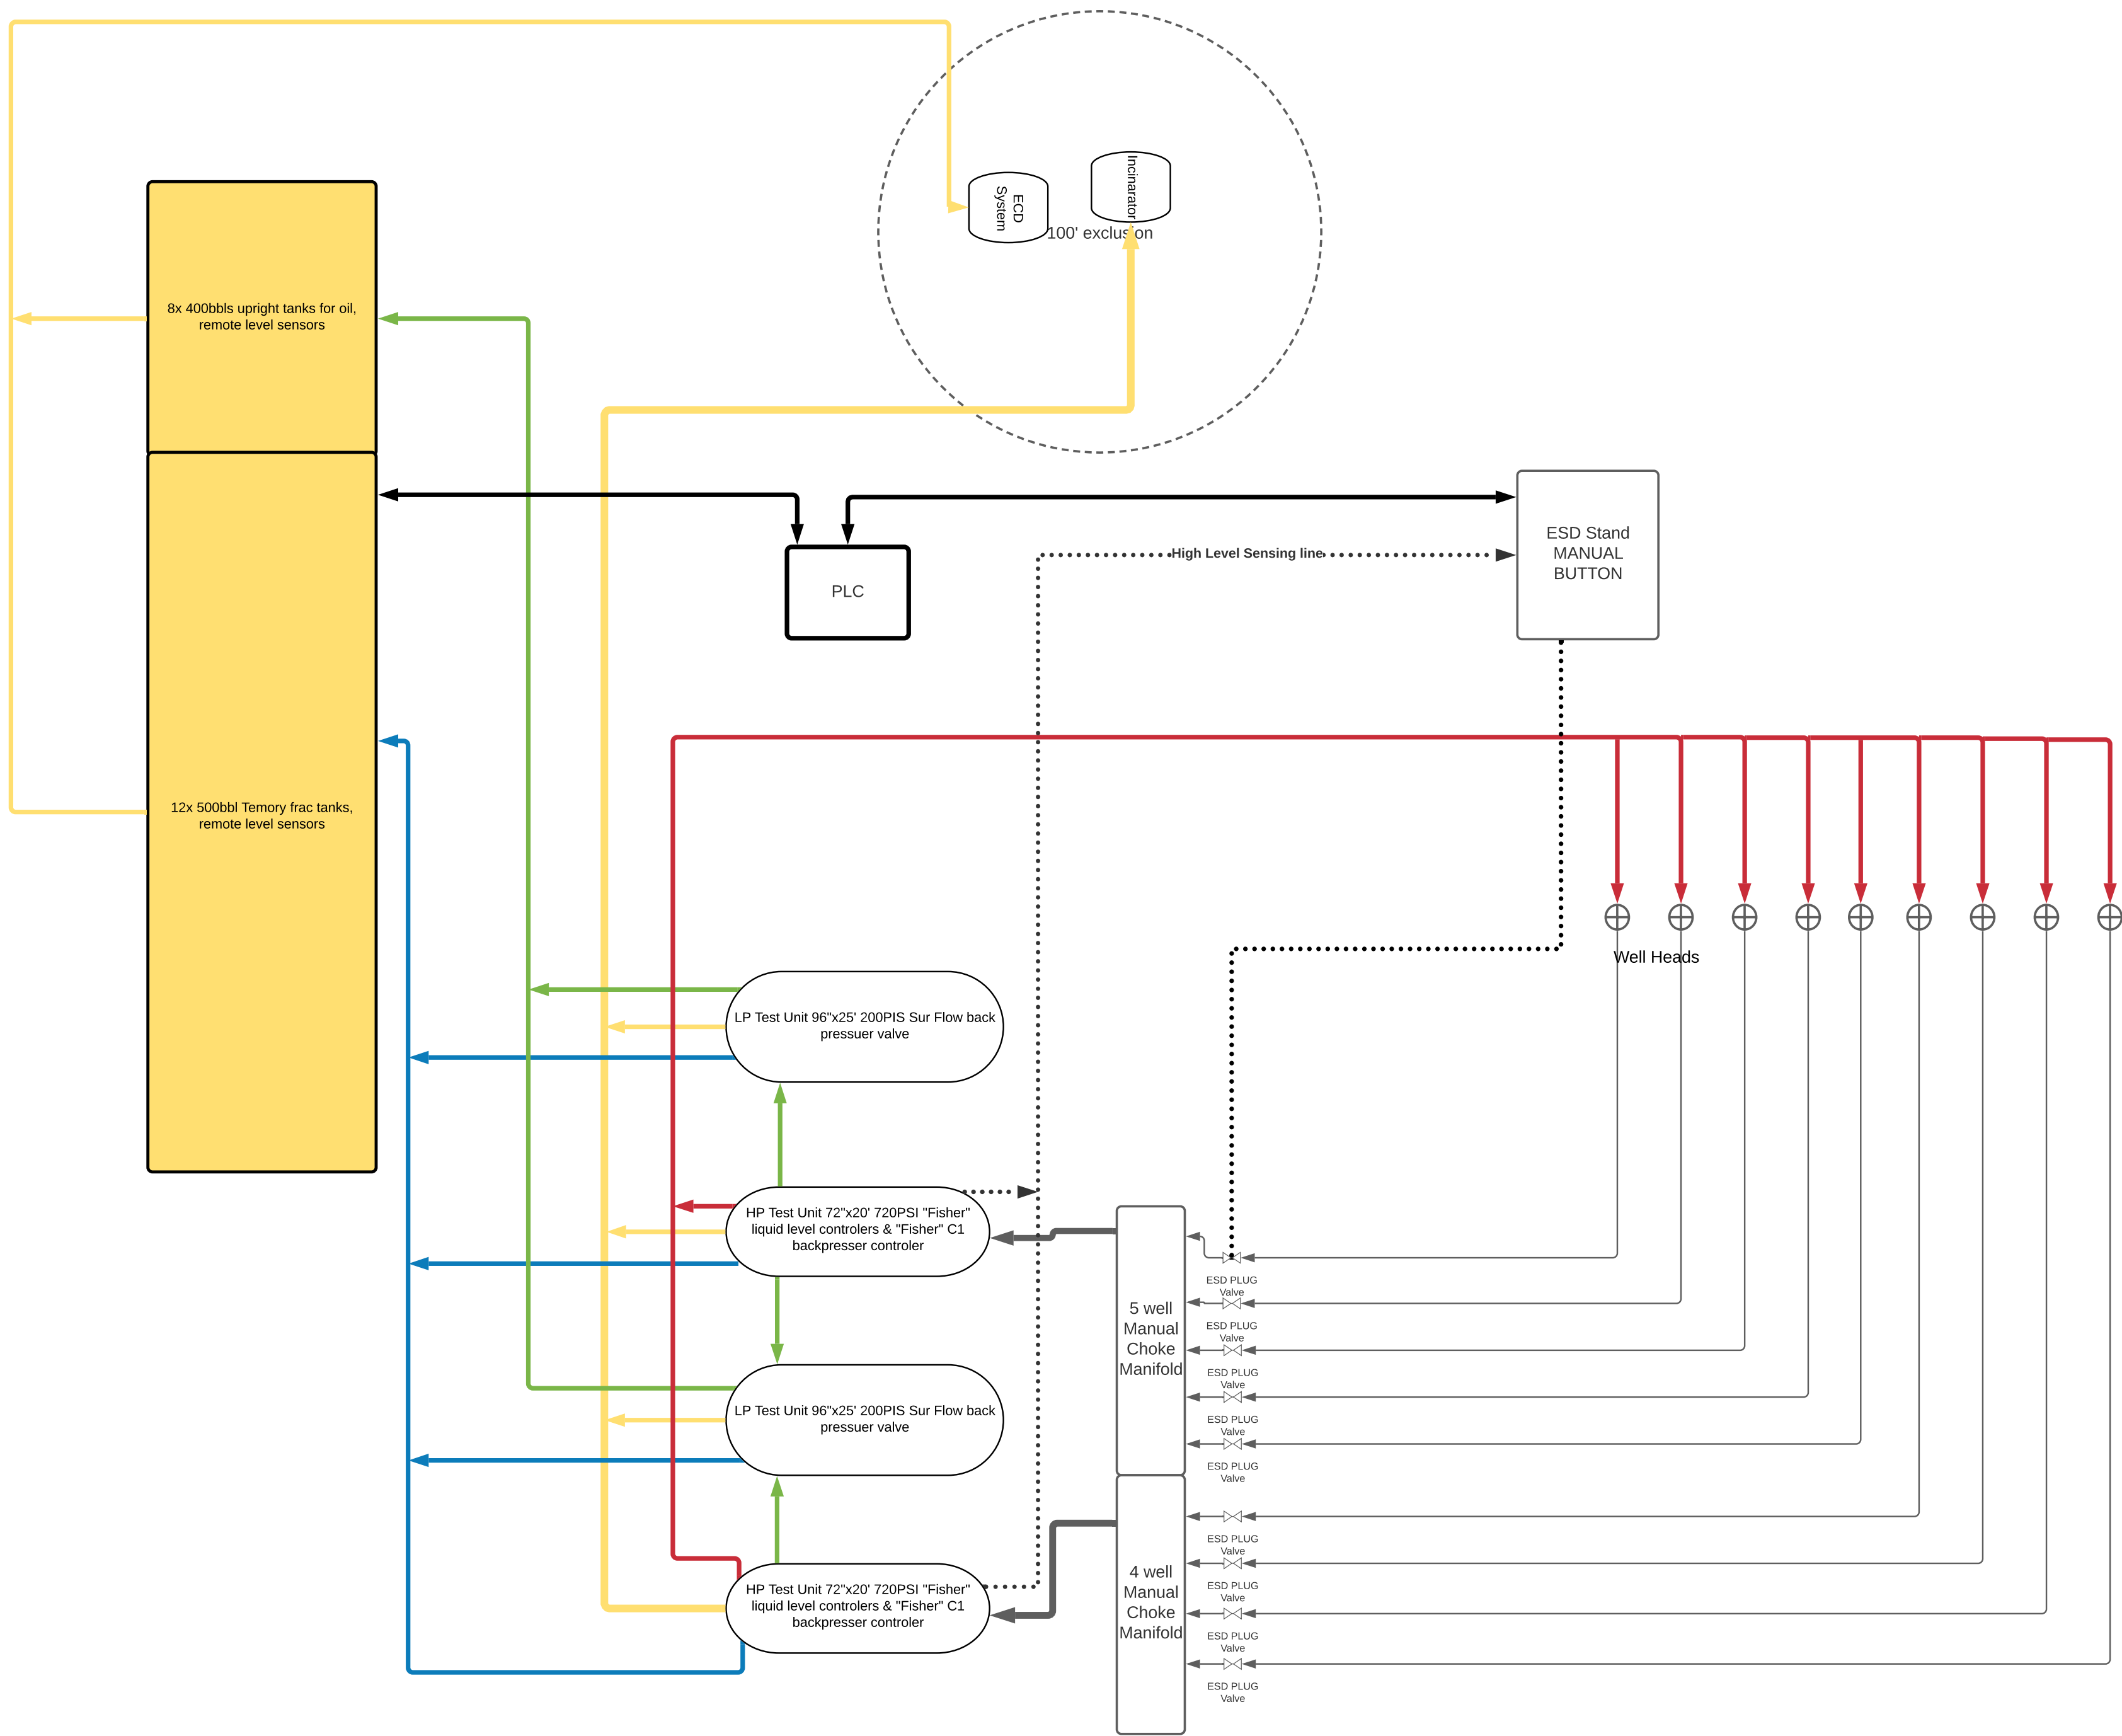 Incinarator
ECD
System
100' exclusion
8x 400bbls upright tanks for oil,
remote level sensors
ESD Stand
MANUAL
BUTTON
High Level Sensing line
PLC
12x 500bbl Temory frac tanks,
remote level sensors
Well Heads
LP Test Unit 96"x25' 200PIS Sur Flow back
pressuer valve
HP Test Unit 72"x20' 720PSI "Fisher"
liquid level controlers & "Fisher" C1
backpresser controler
LP Test Unit 96"x25' 200PIS Sur Flow back
pressuer valve
HP Test Unit 72"x20' 720PSI "Fisher"
liquid level controlers & "Fisher" C1
backpresser controler
5 well
Manual
Choke
Manifold
4 well
Manual
Choke
Manifold
ESD PLUG
Valve
ESD PLUG
Valve
ESD PLUG
Valve
ESD PLUG
Valve
ESD PLUG
Valve
ESD PLUG
Valve
ESD PLUG
Valve
ESD PLUG
Valve
ESD PLUG
Valve